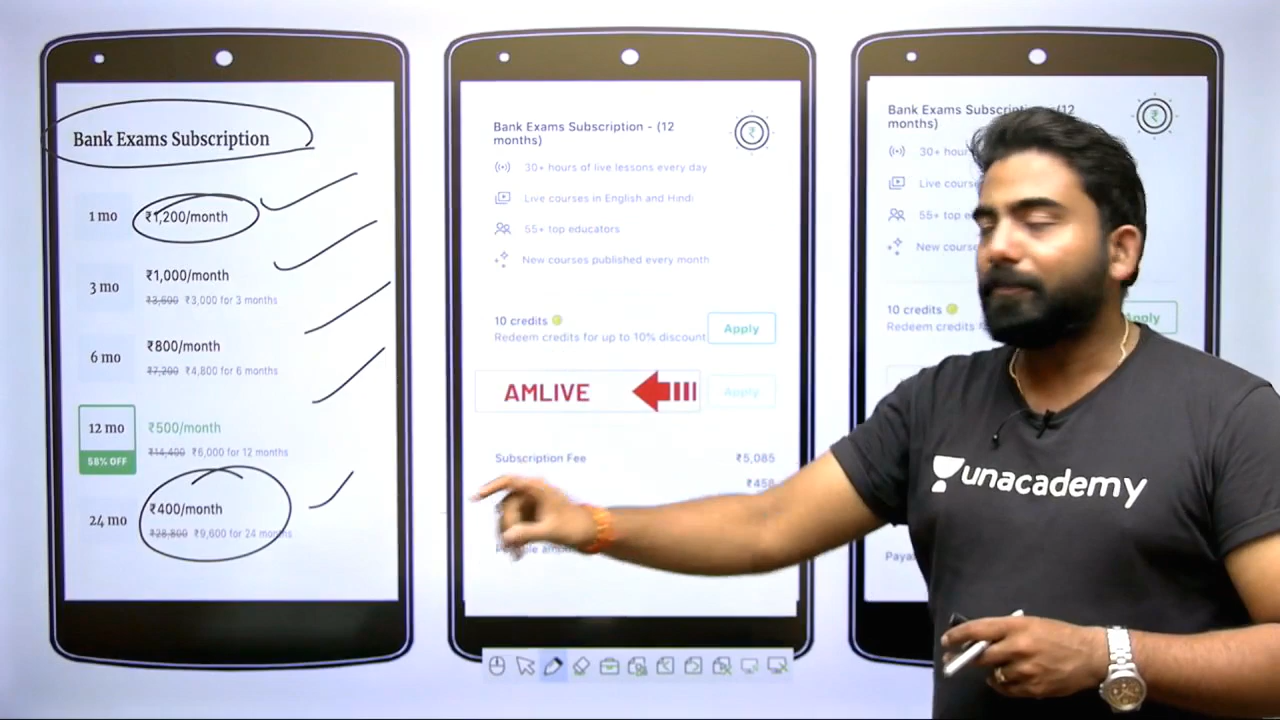 Bank Exams Subscription
1 mo
₹1,200/month
3 mo
₹1,000/month
₹3,600 ₹3,000 for 3 months
6 mo
₹800/month
₹7,200 ₹4,800 for 6 months
12 mo
58% OFF
₹500/month
₹14,400 ₹6,000 for 12 months
24 mo
₹400/month
₹28,800 ₹9,600 for 24 months
Bank Exams Subscription - (12
months)
₹
30+ hours of live lessons every day
Live courses in English and Hindi
55+ top educators
New courses published every month
10 credits
Redeem credits for up to 10% discount
Apply
AMLIVE
Apply
Subscription Fee
₹5,085
₹458
Bank Exams (12
months)
₹
30+
Live
55+ top
New
10 credits
Redeem credits
Apply
unacademy